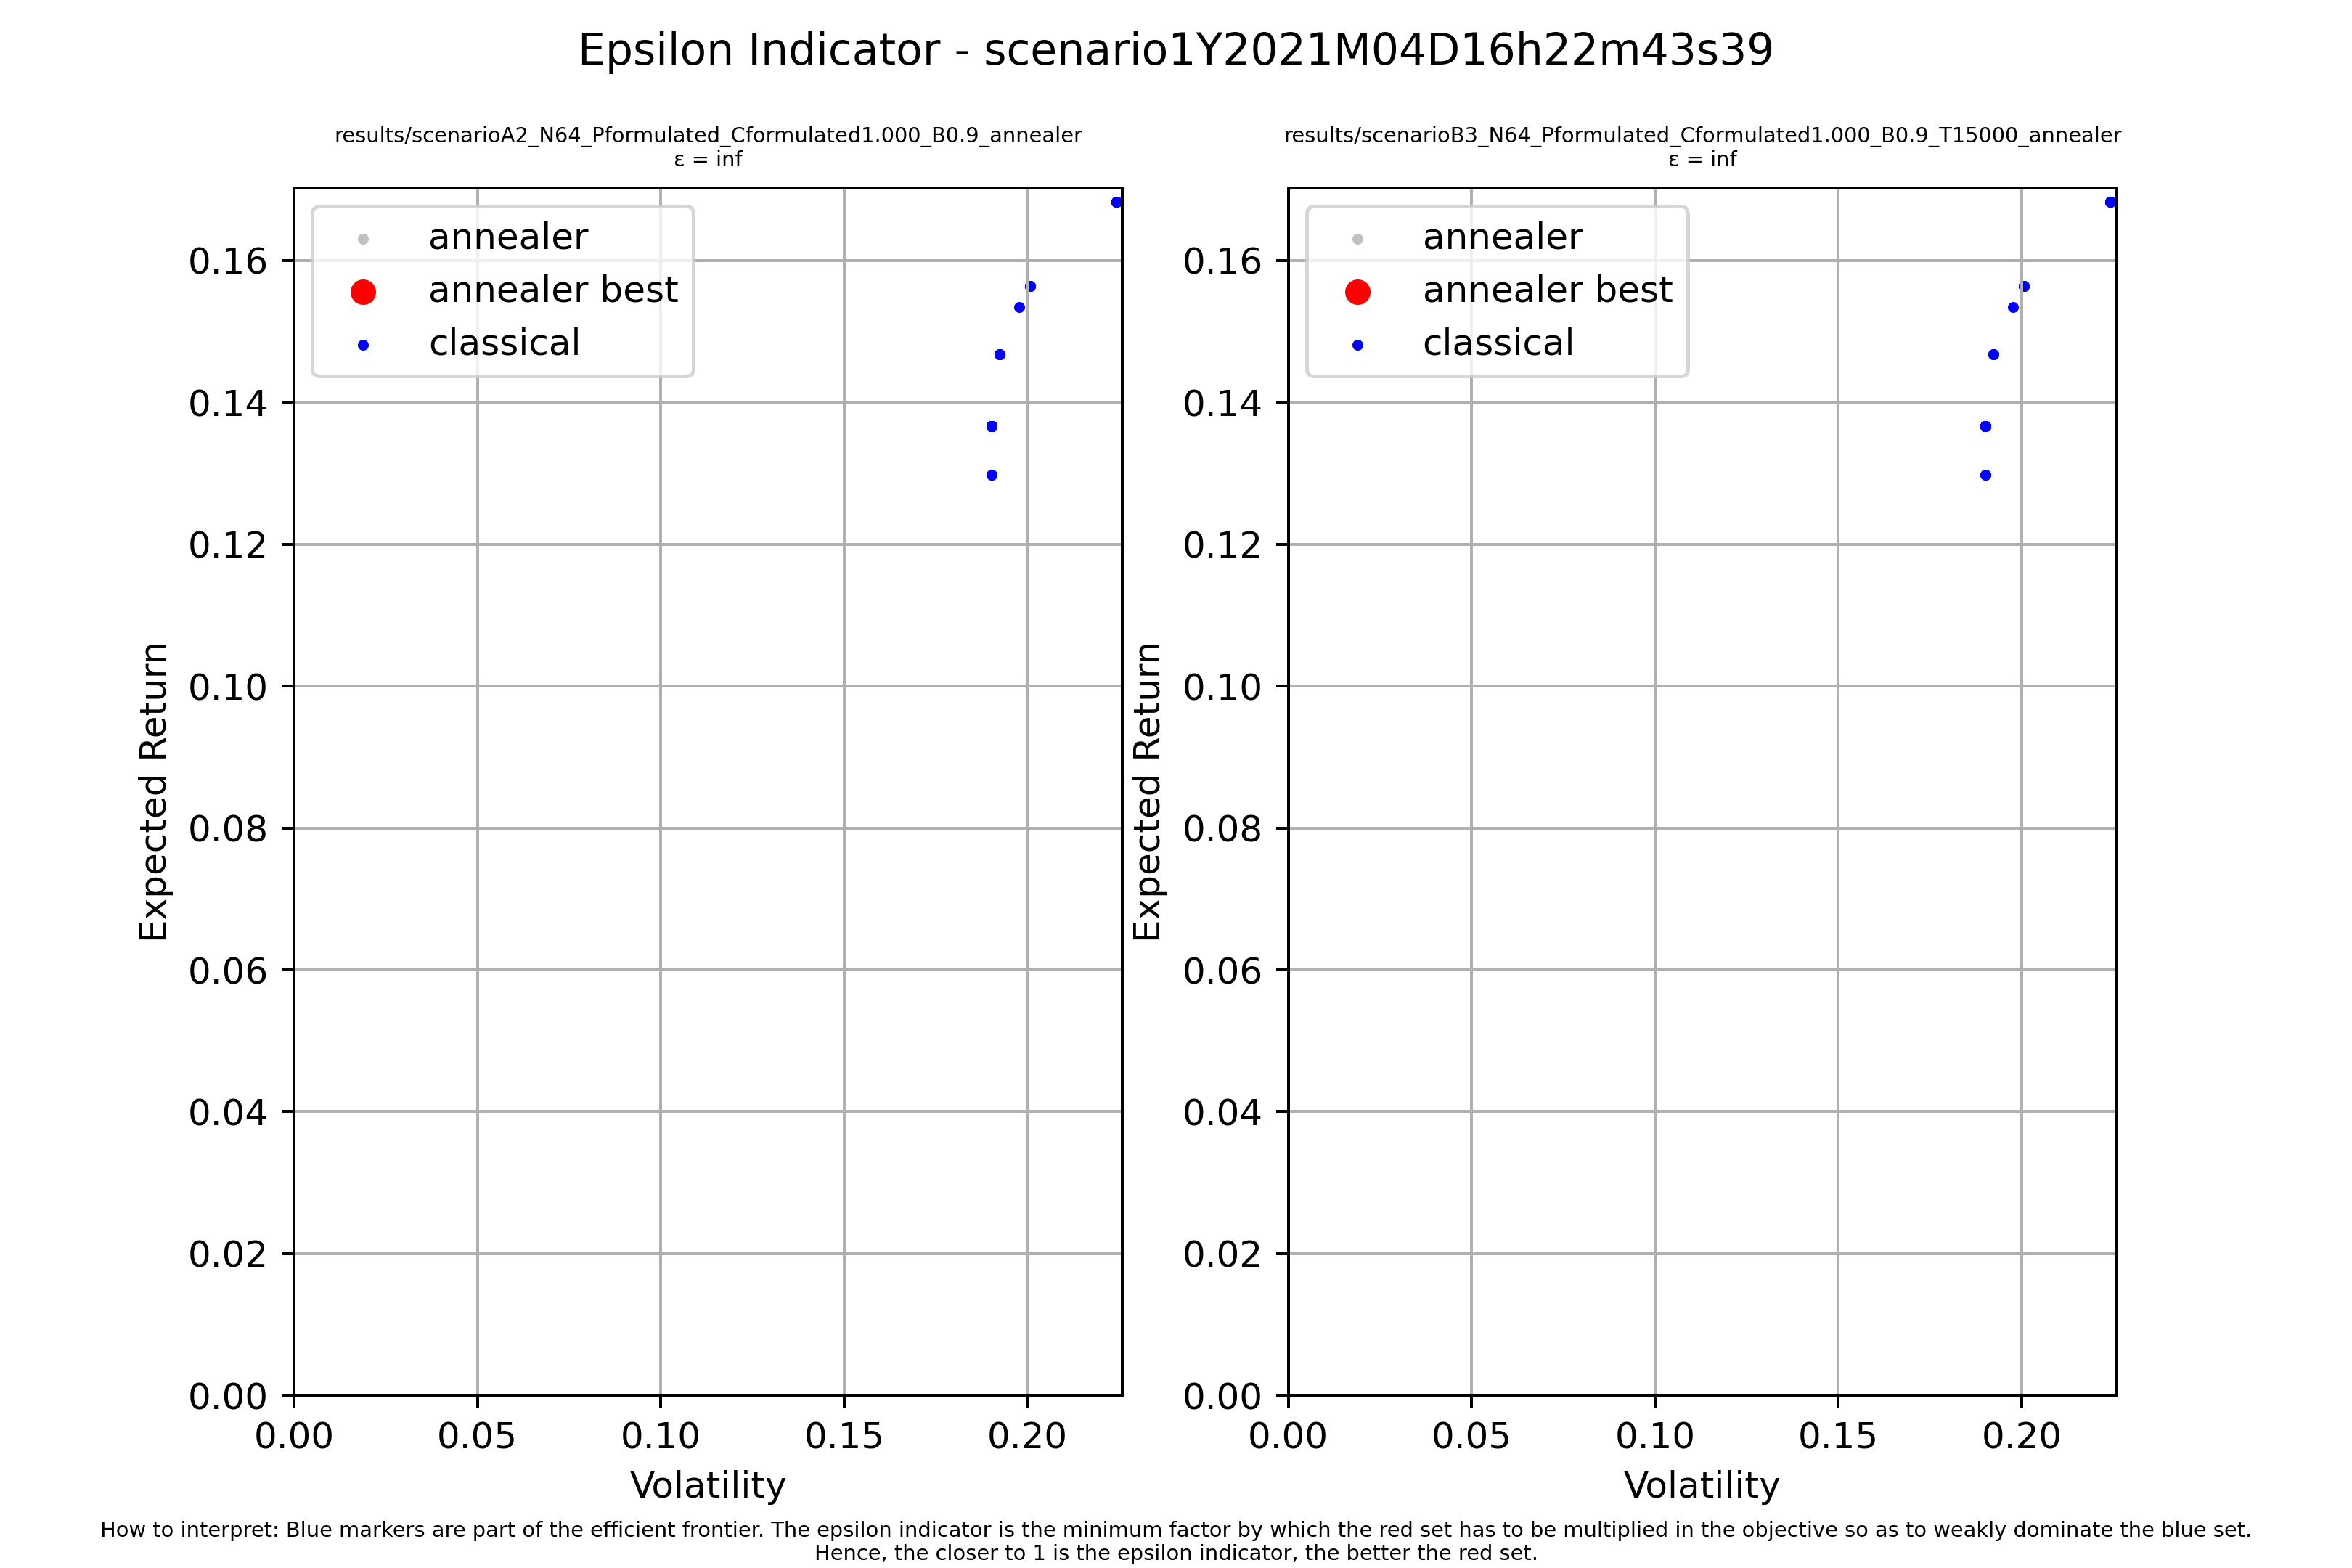 Epsilon Indicator - scenario1Y2021M04D16h22m43s39
results/scenarioA2_N64_Pformulated_Cformulated1.000_B0.9_annealer
ε = inf
annealer
annealer best
classical
0.16
0.14
0.12
0.10
0.08
0.06
0.04
0.02
0.00
Expected Return
0.00 0.05 0.10 0.15 0.20
Volatility
results/scenarioB3_N64_Pformulated_Cformulated1.000_B0.9_T15000_annealer
ε = inf
annealer
annealer best
classical
0.16
0.14
0.12
0.10
0.08
0.06
0.04
0.02
0.00
Expected Return
0.00 0.05 0.10 0.15 0.20
Volatility
How to interpret: Blue markers are part of the efficient frontier. The epsilon indicator is the minimum factor by which the red set has to be multiplied in the objective so as to weakly dominate the blue set.
Hence, the closer to 1 is the epsilon indicator, the better the red set.